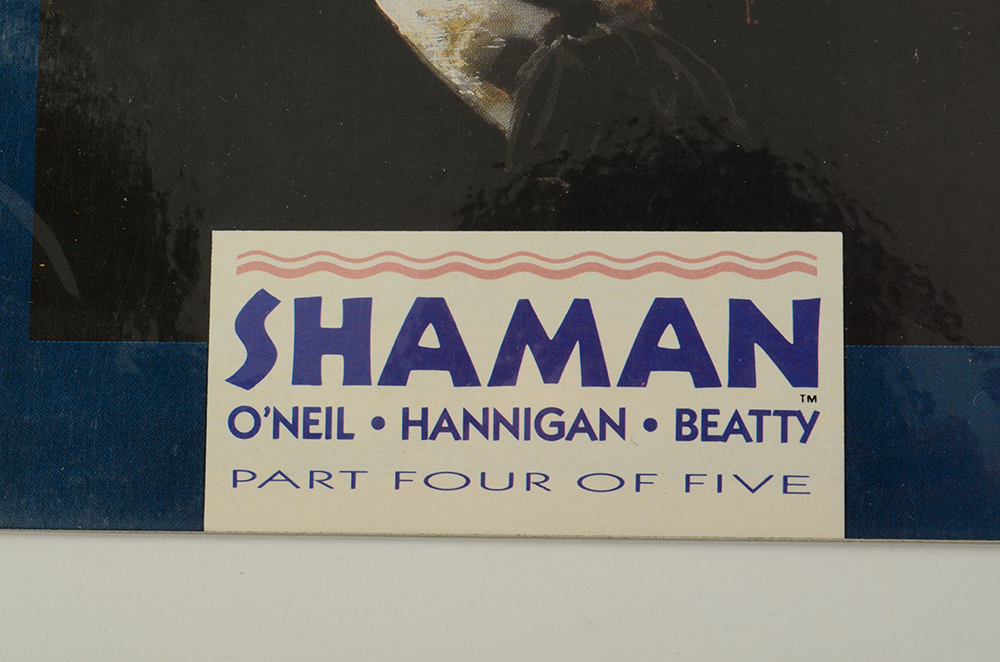 SHAMAN
TM
O'NEIL • HANNIGAN • BEATTY
PART FOUR OF FIVE